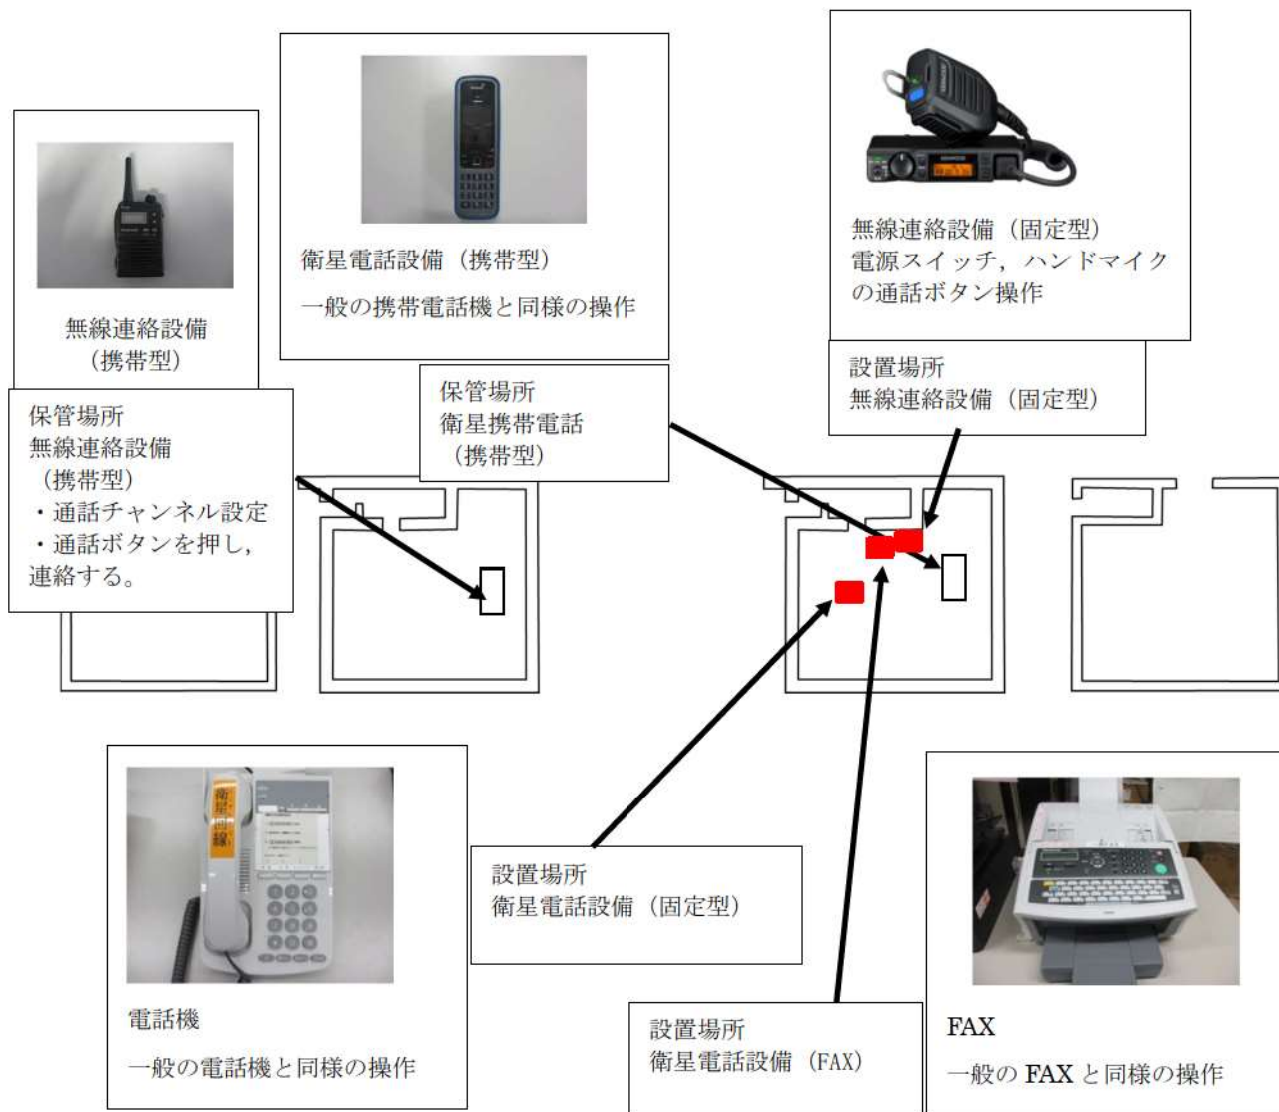 無線連絡設備
（携帯型）
衛星電話設備（携帯型）
一般の携帯電話機と同様の操作
無線連絡設備（固定型）
電源スイッチ，ハンドマイク
の通話ボタン操作
保管場所
無線連絡設備
（携帯型）
・通話チャンネル設定
・通話ボタンを押し，
連絡する。
保管場所
衛星携帯電話
（携帯型）
設置場所
無線連絡設備（固定型）
衛星回線
電話機
一般の電話機と同様の操作
設置場所
衛星電話設備（固定型）
設置場所
衛星電話設備（FAX）
FAX
一般の FAX と同様の操作